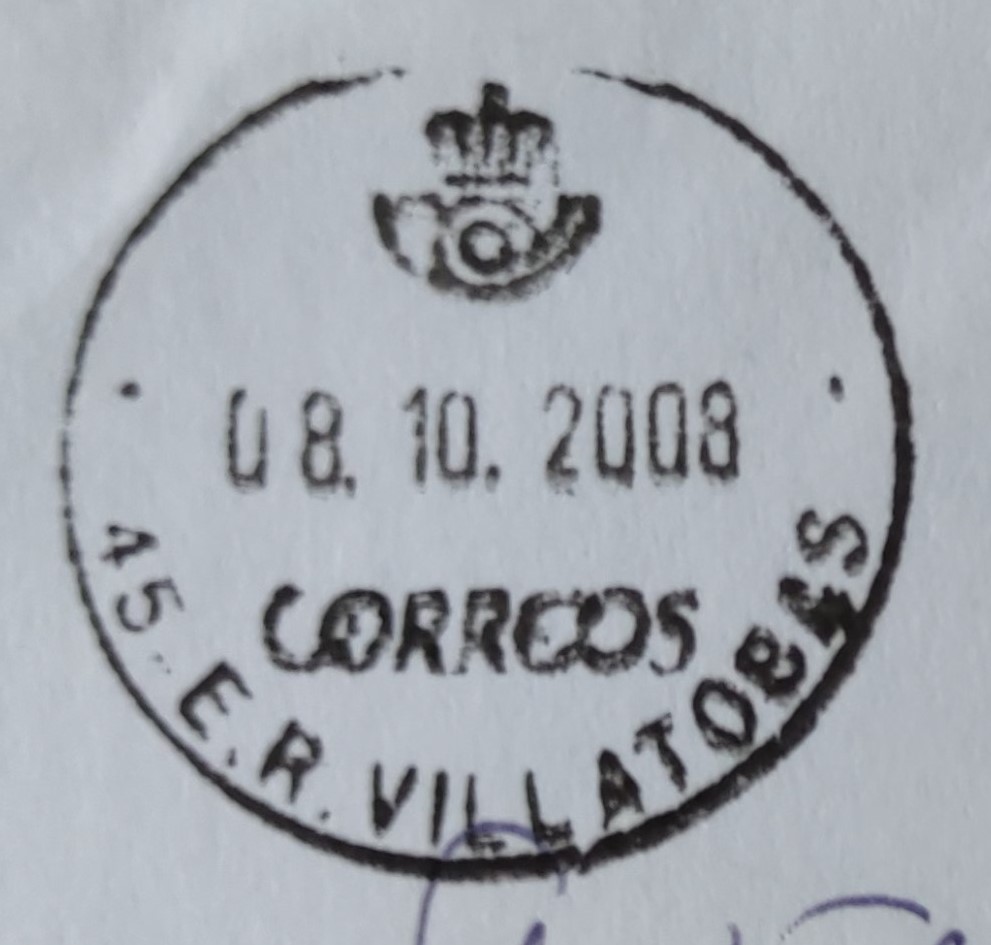 08. 10. 2008
CORREOS
45 E.R. VILLATOBAS